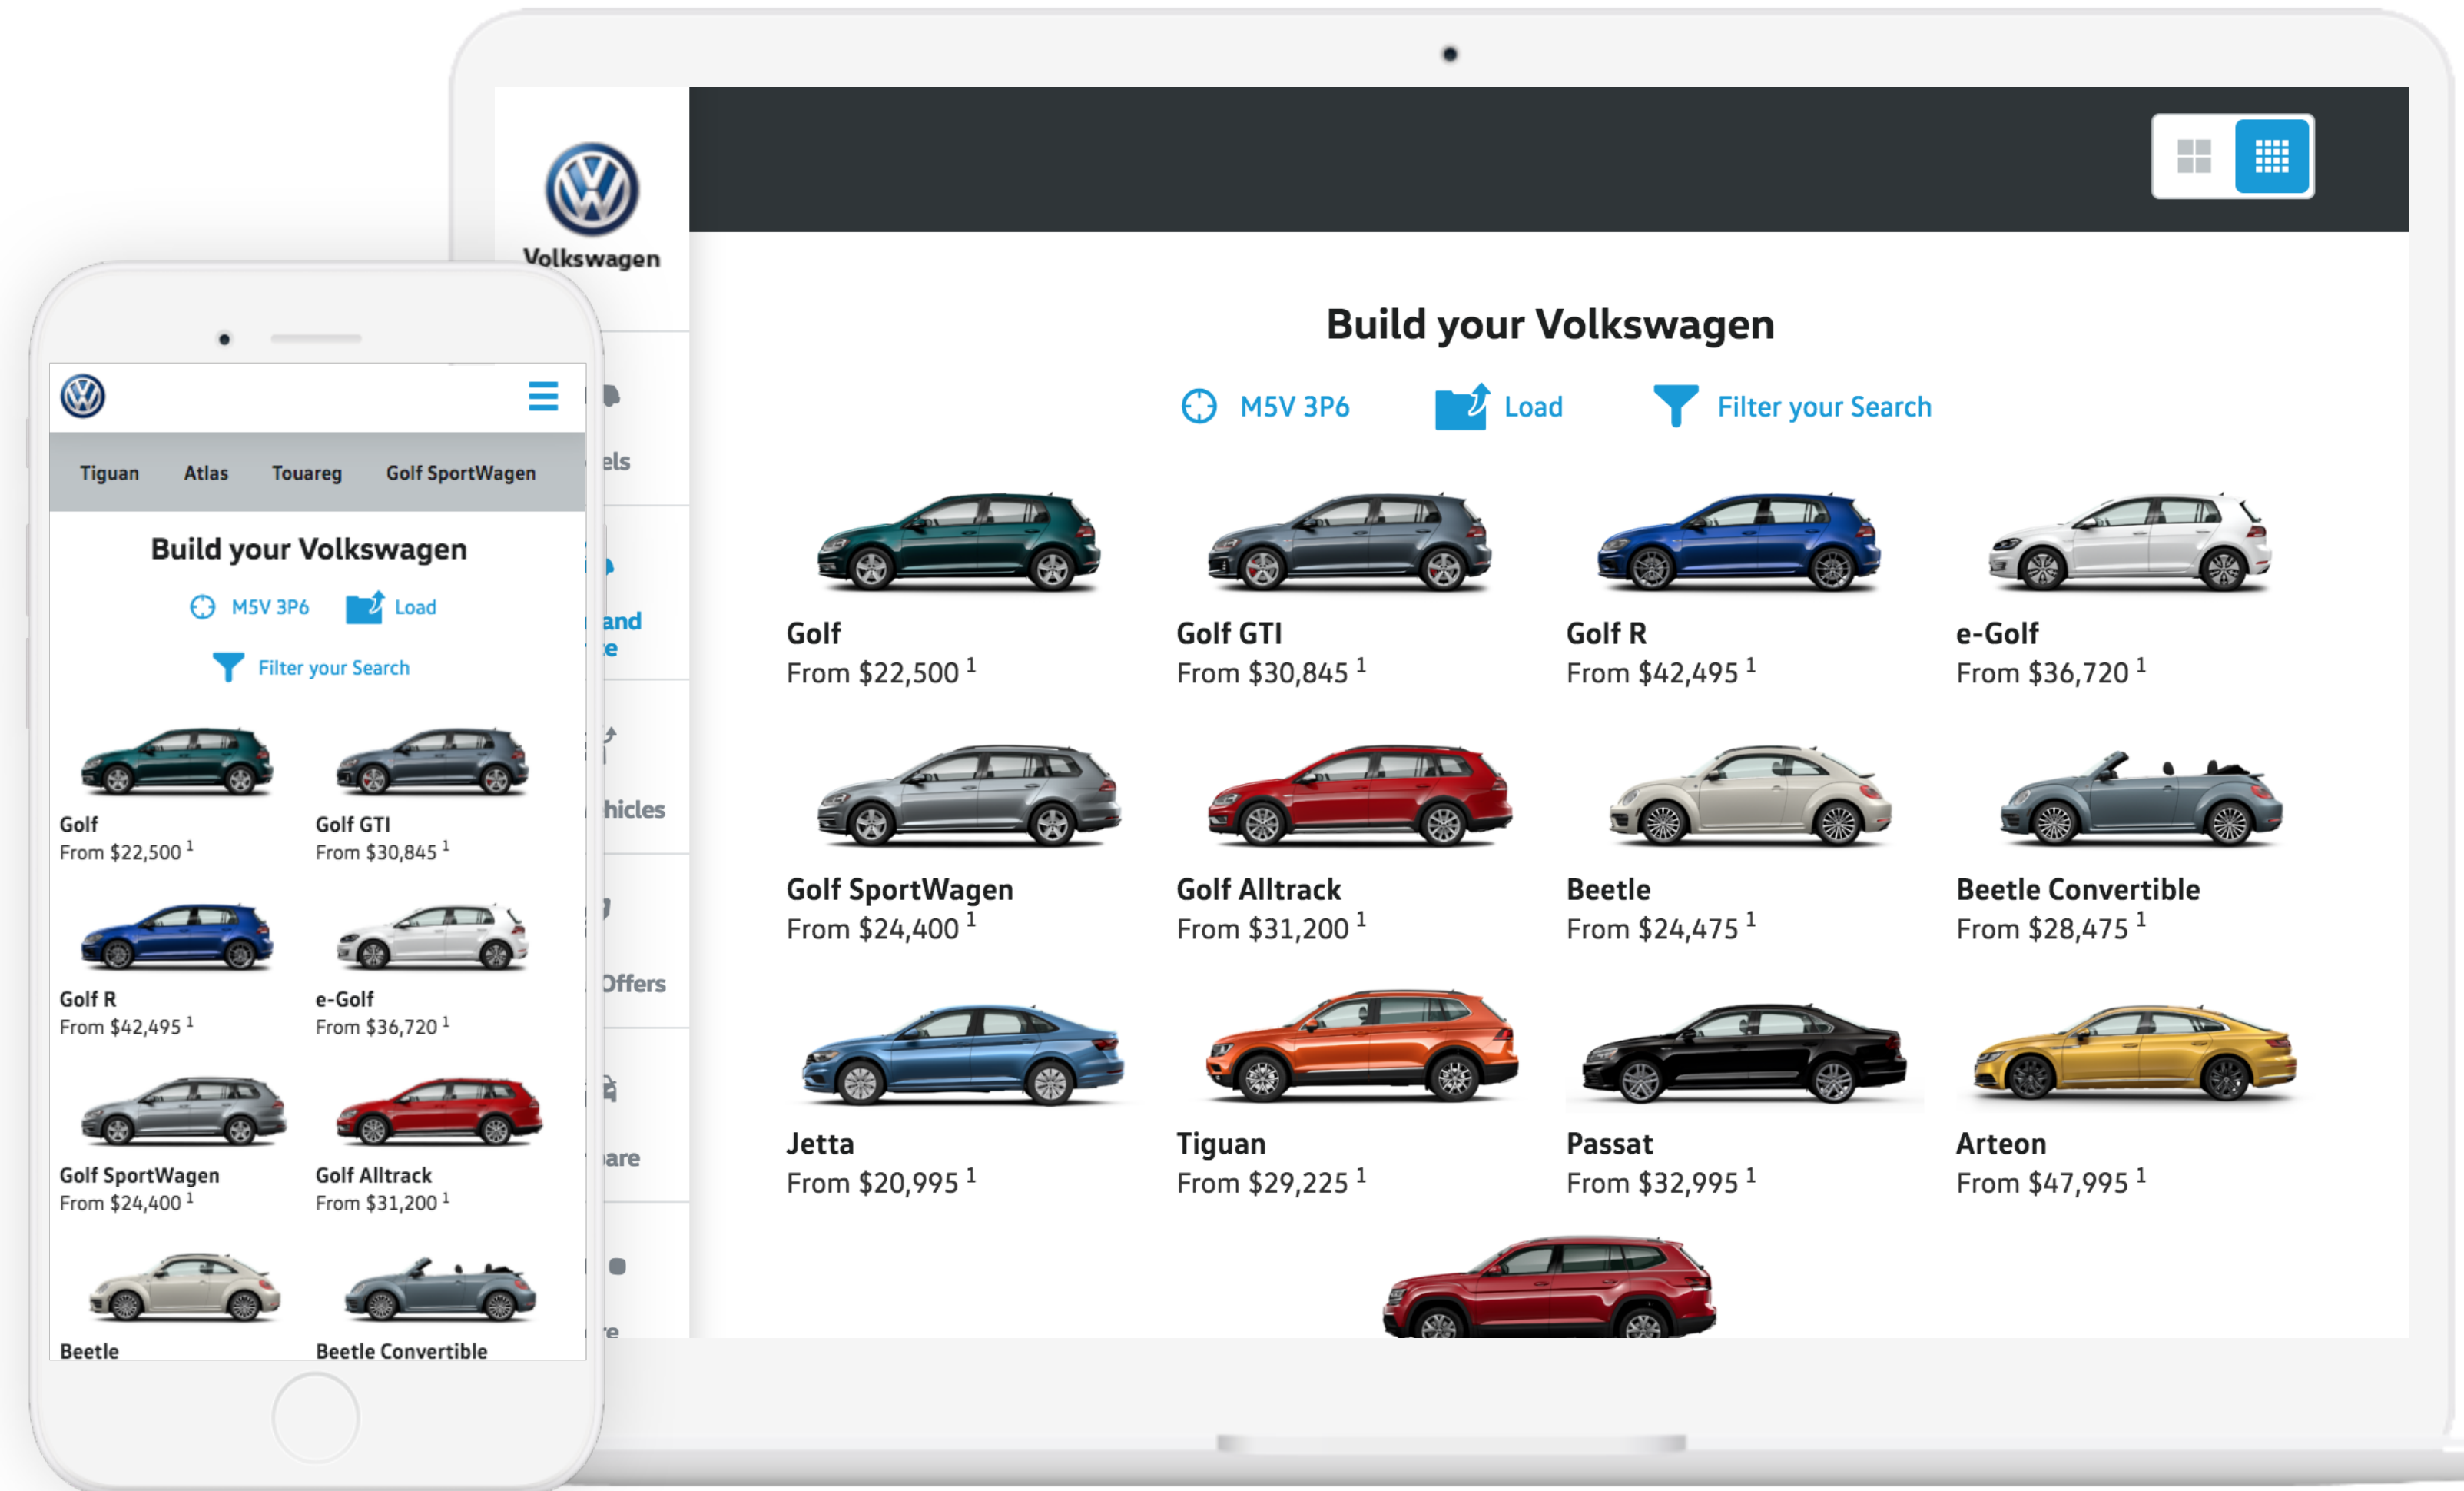 Volkswagen
els
and
e
hicles
Offers
are
re
Build your Volkswagen
M5V 3P6 Load Filter your Search
Golf Golf GTI Golf R e-Golf
From $22,500 1 From $30,845 1 From $42,495 1 From $36,720 1
Golf SportWagen Golf Alltrack Beetle Beetle Convertible
From $24,400 1 From $31,200 1 From $24,475 1 From $28,475 1
Jetta Tiguan Passat Arteon
From $20,995 1 From $29,225 1 From $32,995 1 From $47,995 1
Tiguan Atlas Touareg Golf SportWagen
Build your Volkswagen
M5V 3P6 Load
Filter your Search
Golf Golf GTI
From $22,500 1 From $30,845 1
Golf R e-Golf
From $42,495 1 From $36,720 1
Golf SportWagen Golf Alltrack
From $24,400 1 From $31,200 1
Beetle Beetle Convertible